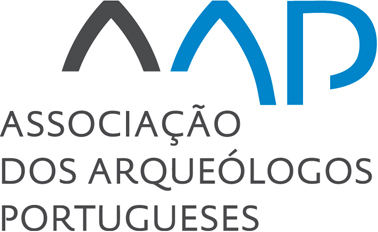 AAP
ASSOCIAÇÃO
DOS ARQUEÓLOGOS
PORTUGUESES